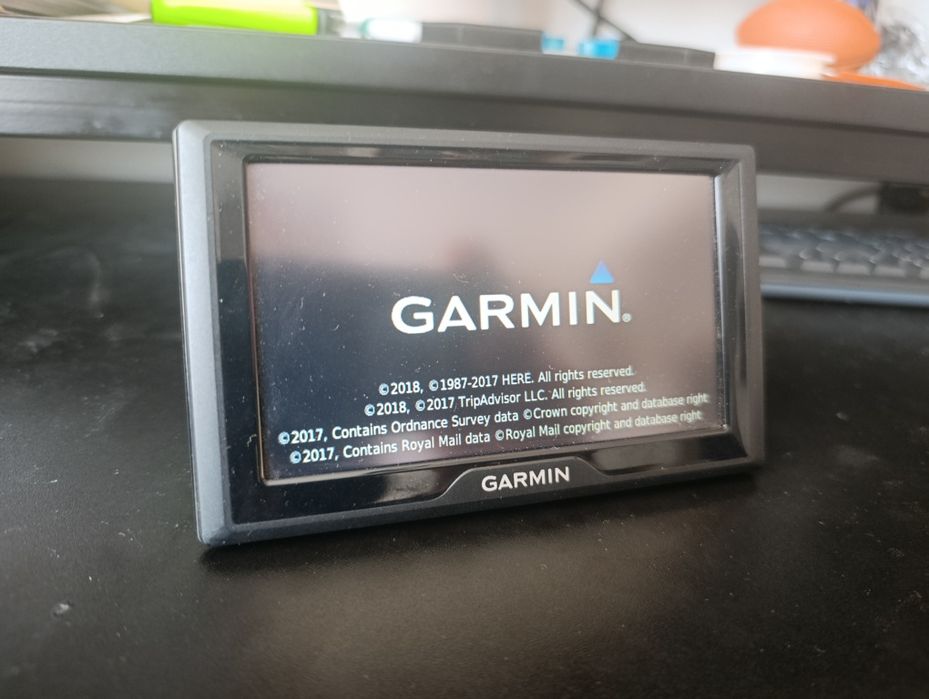 GARMIN®
©2018, ©1987-2017 HERE. All rights reserved.
©2018, ©2017 TripAdvisor LLC. All rights reserved.
©2017, Contains Ordnance Survey data ©Crown copyright and database right
©2017, Contains Royal Mail data ©Royal Mail copyright and database right
GARMIN